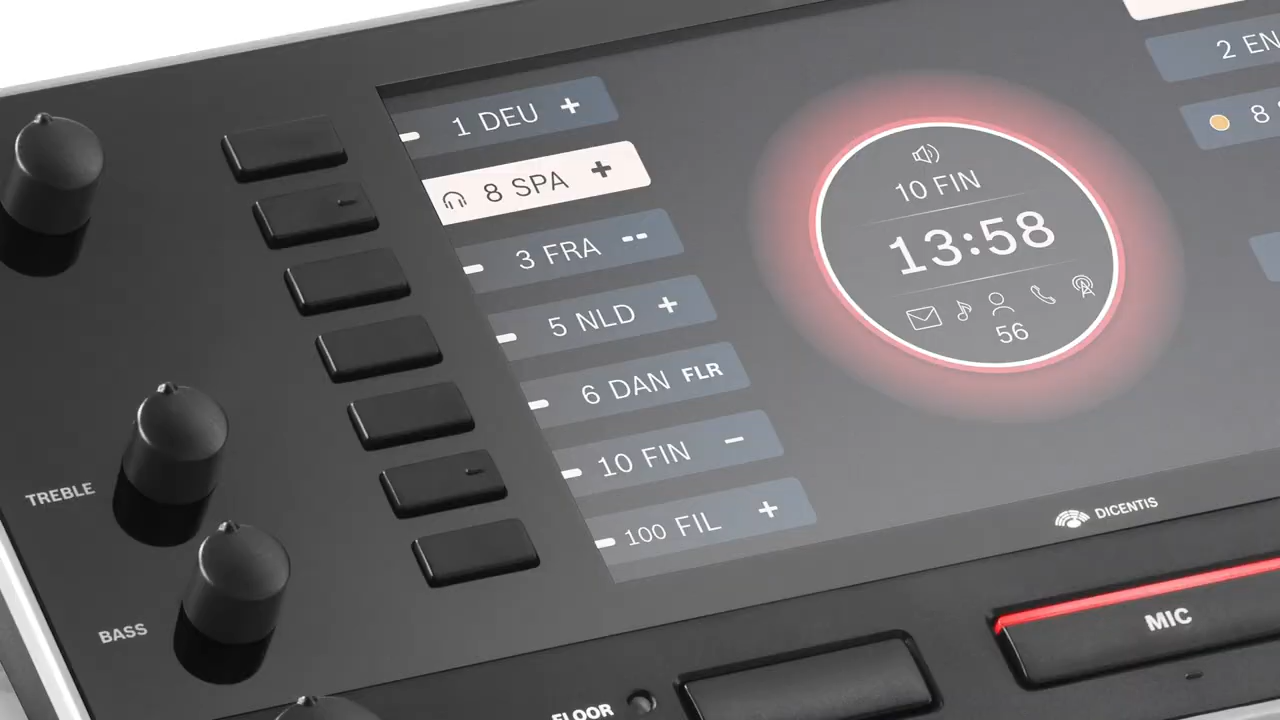 1 DEU +
8 SPA +
3 FRA --
5 NLD +
6 DAN FLR
10 FIN -
100 FIL +
10 FIN
13:58
56
2 EN
8
DICENTIS
TREBLE
BASS
FLOOR
MIC